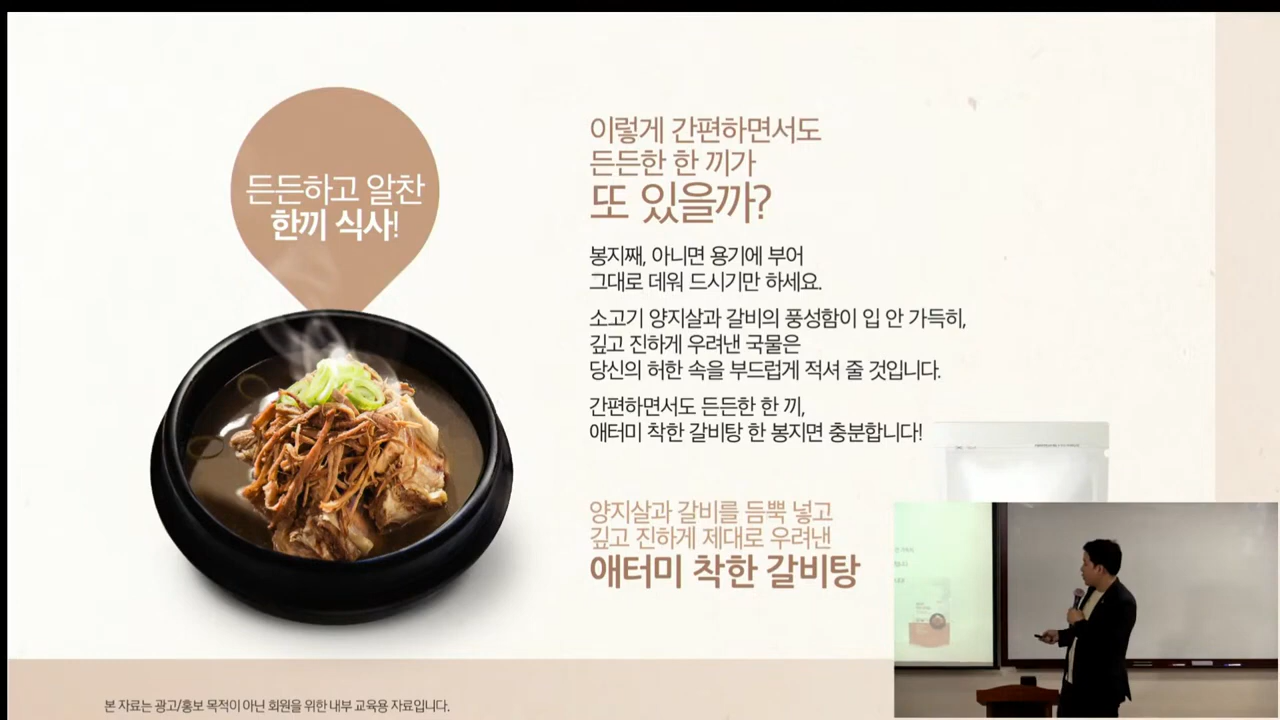 든든하고 알찬
한끼 식사!
이렇게 간편하면서도
든든한 한 끼가
또 있을까?
봉지째, 아니면 용기에 부어
그대로 데워 드시기만 하세요.
소고기 양지살과 갈비의 풍성함이 입 안 가득히,
깊고 진하게 우려낸 국물은
당신의 허한 속을 부드럽게 적셔 줄 것입니다.
간편하면서도 든든한 한 끼,
애터미 착한 갈비탕 한 봉지면 충분합니다!
양지살과 갈비를 듬뿍 넣고
깊고 진하게 제대로 우려낸
애터미 착한 갈비탕
본 자료는 광고/홍보 목적이 아닌 회원을 위한 내부 교육용 자료입니다.